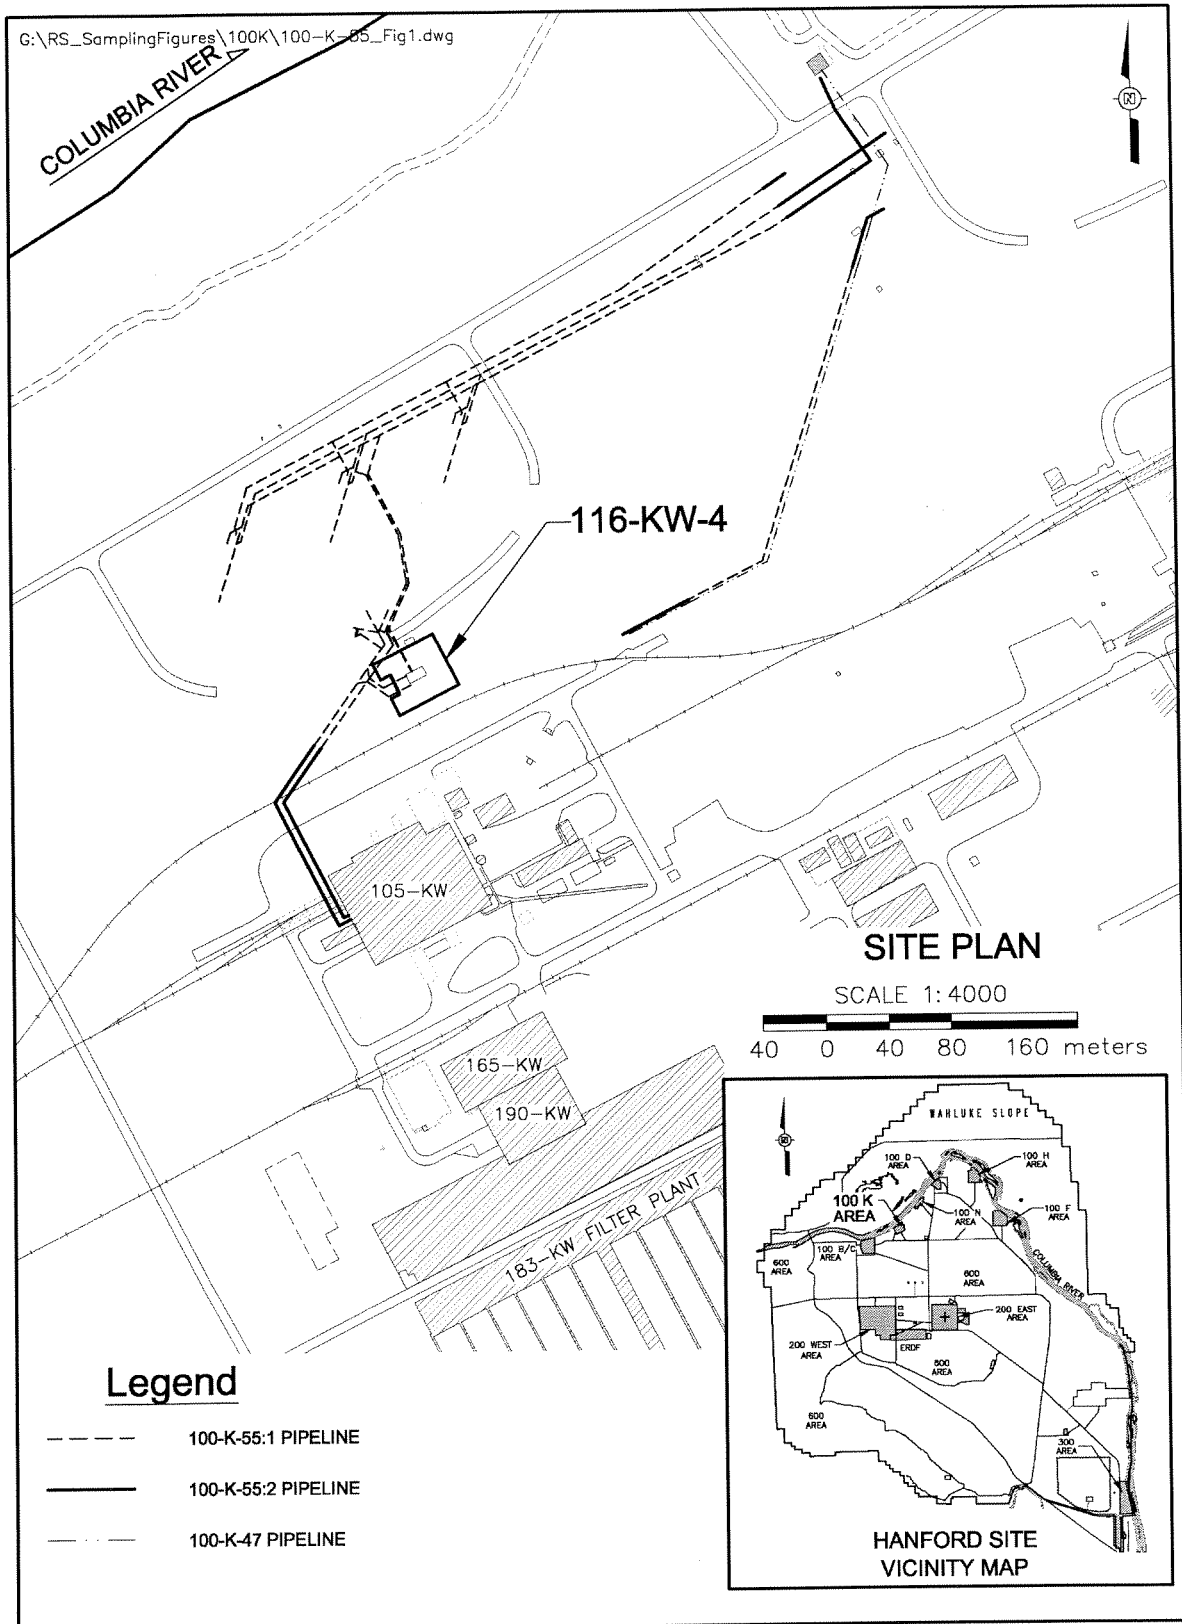 G:\RS_SamplingFigures\100K\100-K-55_Fig1.dwg
COLUMBIA RIVER
N
116-KW-4
105-KW
SITE PLAN
SCALE 1:4000
40 0 40 80 160 meters
165-KW
190-KW
183-KW FILTER PLANT
WAHLUKE SLOPE
100 D
AREA
100 H
AREA
100 K
AREA
100 N
AREA
100 F
AREA
100 B/C
AREA
600
AREA
600
AREA
COLUMBIA RIVER
200 EAST
AREA
200 WEST
AREA
ERDF
600
AREA
600
AREA
300
AREA
HANFORD SITE
VICINITY MAP
Legend
100-K-55:1 PIPELINE
100-K-55:2 PIPELINE
100-K-47 PIPELINE